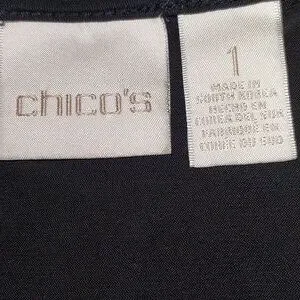 chico's
1
MADE IN
SOUTH KOREA
HECHO EN
COREA DEL SUR
FABRIQUE EN
COREE DU SUD